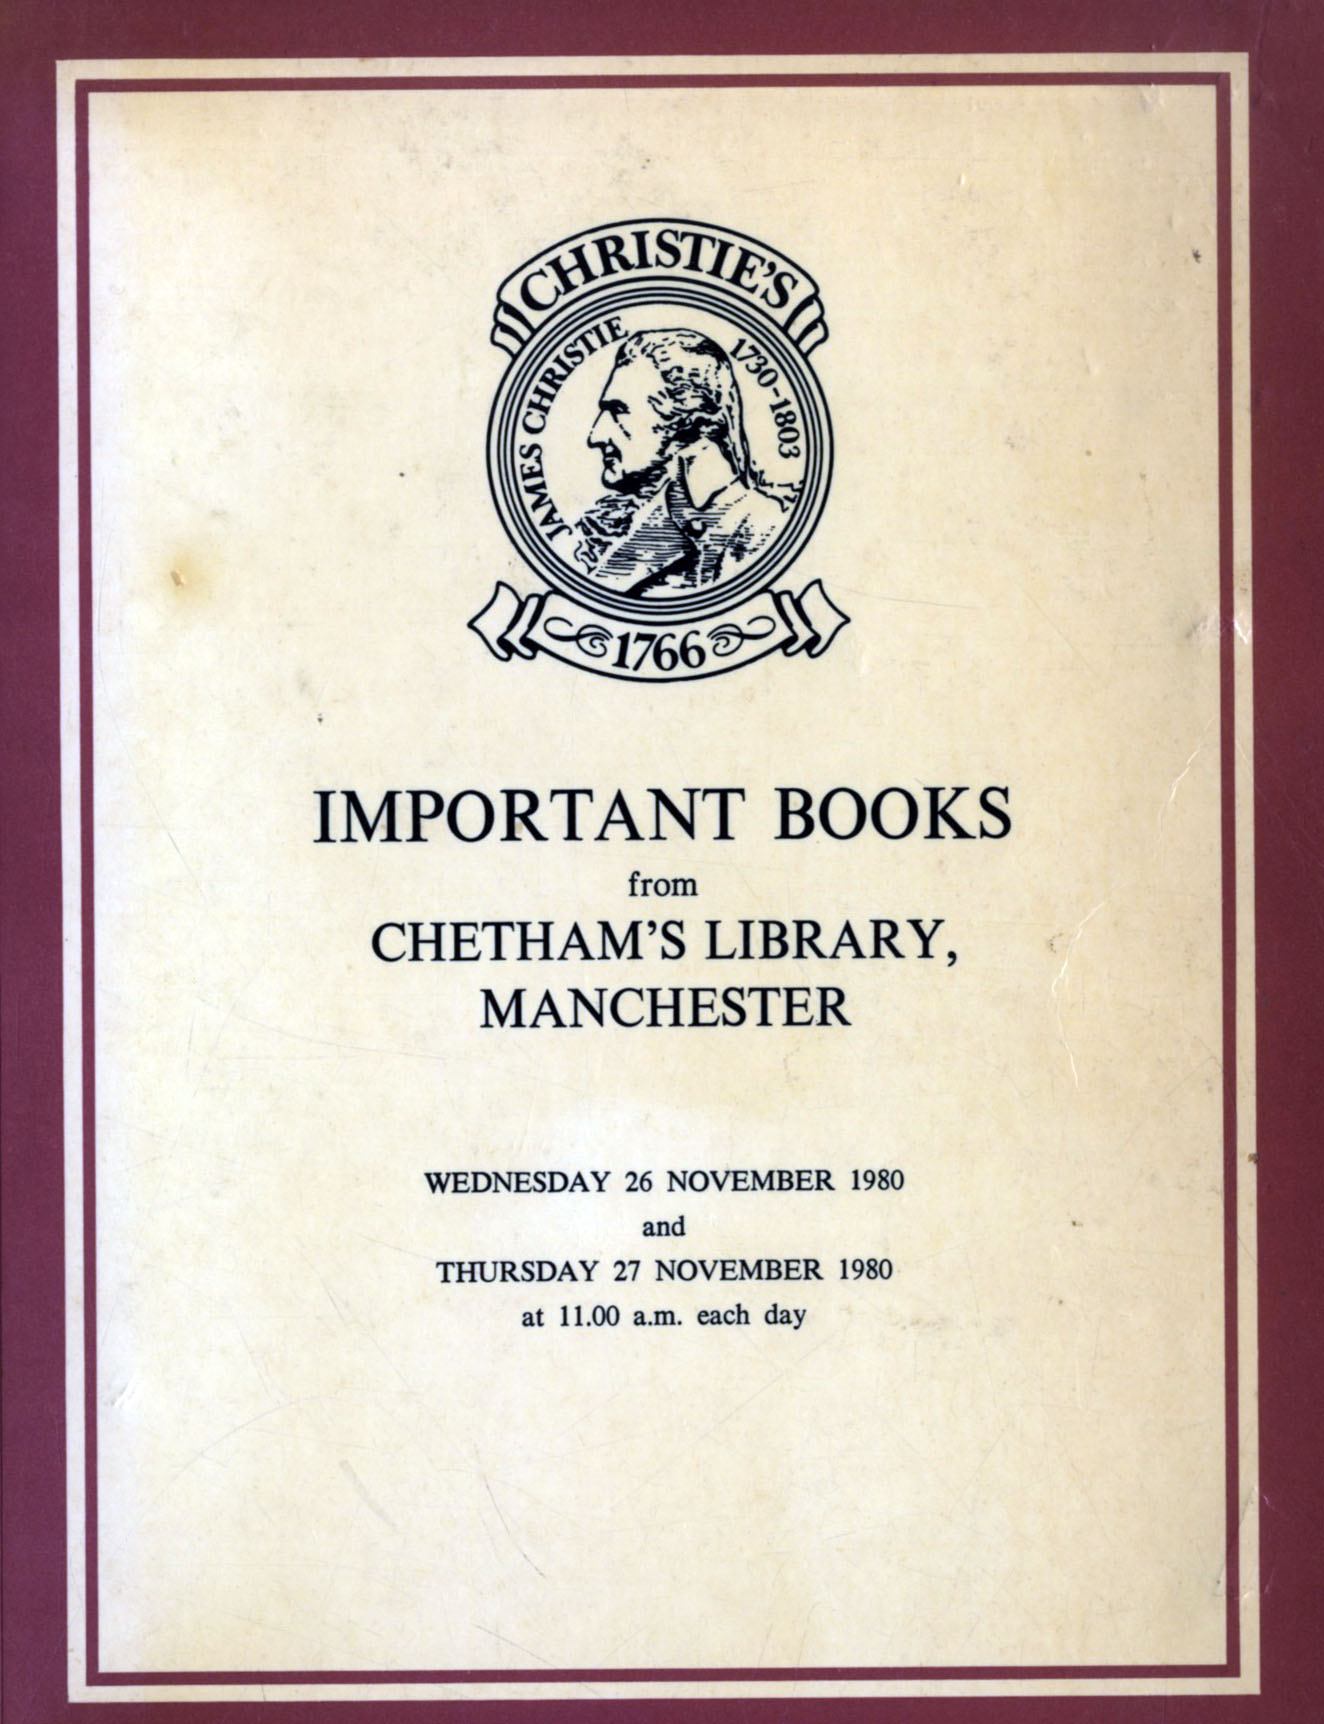 CHRISTIE'S
JAMES CHRISTIE 1730-1803
1766
IMPORTANT BOOKS
from
CHETHAM'S LIBRARY,
MANCHESTER
WEDNESDAY 26 NOVEMBER 1980
and
THURSDAY 27 NOVEMBER 1980
at 11.00 a.m. each day